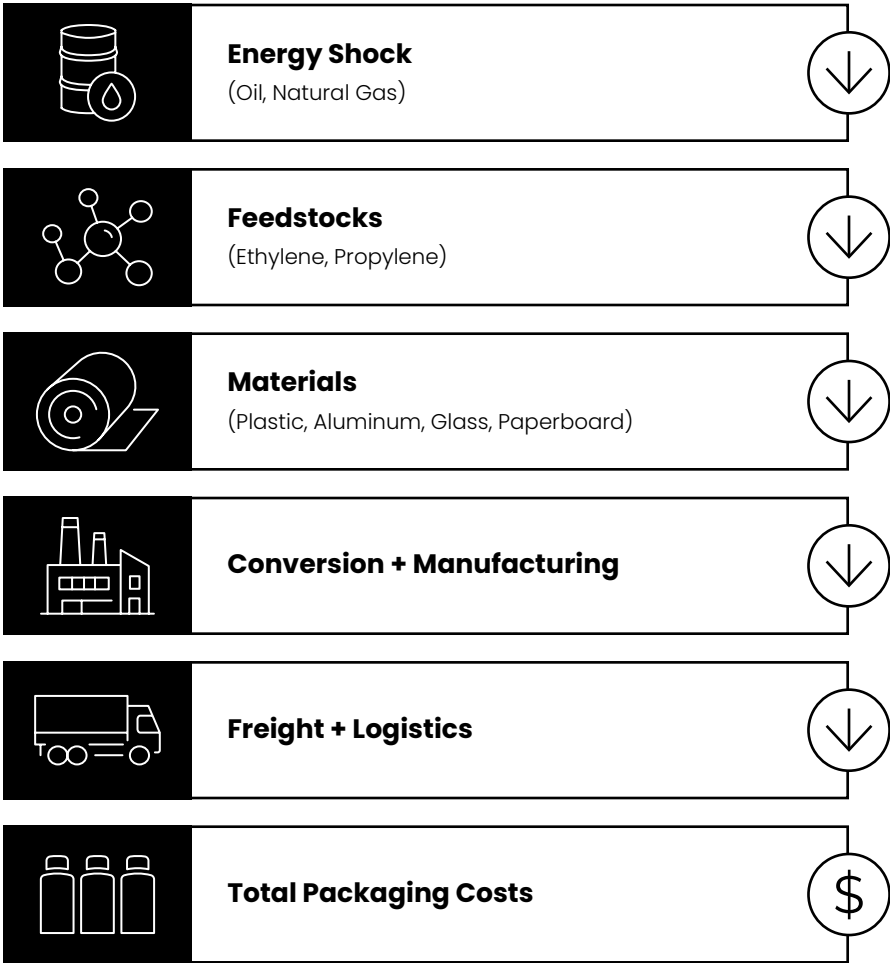 Energy Shock
(Oil, Natural Gas)
Feedstocks
(Ethylene, Propylene)
Materials
(Plastic, Aluminum, Glass, Paperboard)
Conversion + Manufacturing
Freight + Logistics
Total Packaging Costs
$